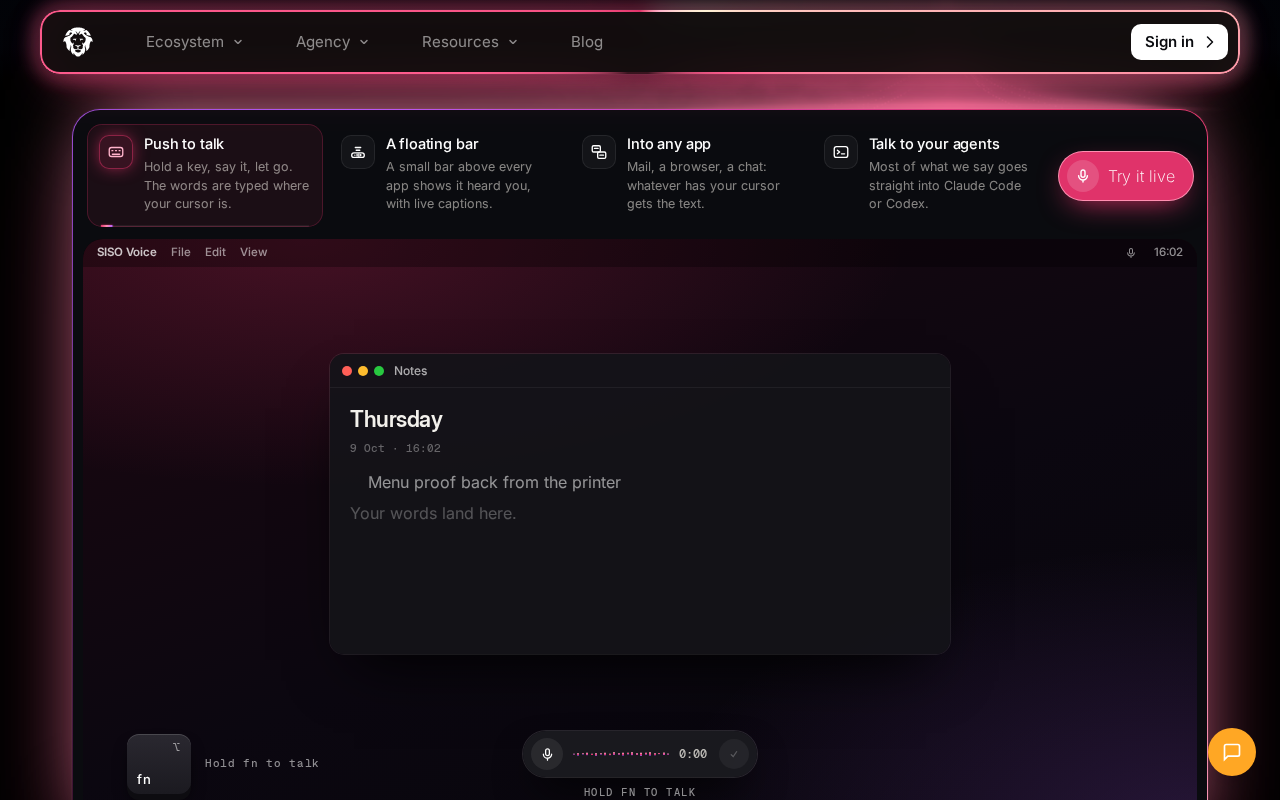 Ecosystem
Agency
Resources
Blog
Sign in
Push to talk
Hold a key, say it, let go.
The words are typed where
your cursor is.
A floating bar
A small bar above every
app shows it heard you,
with live captions.
Into any app
Mail, a browser, a chat:
whatever has your cursor
gets the text.
Talk to your agents
Most of what we say goes
straight into Claude Code
or Codex.
Try it live
SISO Voice File Edit View
16:02
Notes
Thursday
9 Oct · 16:02
Menu proof back from the printer
Your words land here.
⌥
fn
Hold fn to talk
0:00
HOLD FN TO TALK